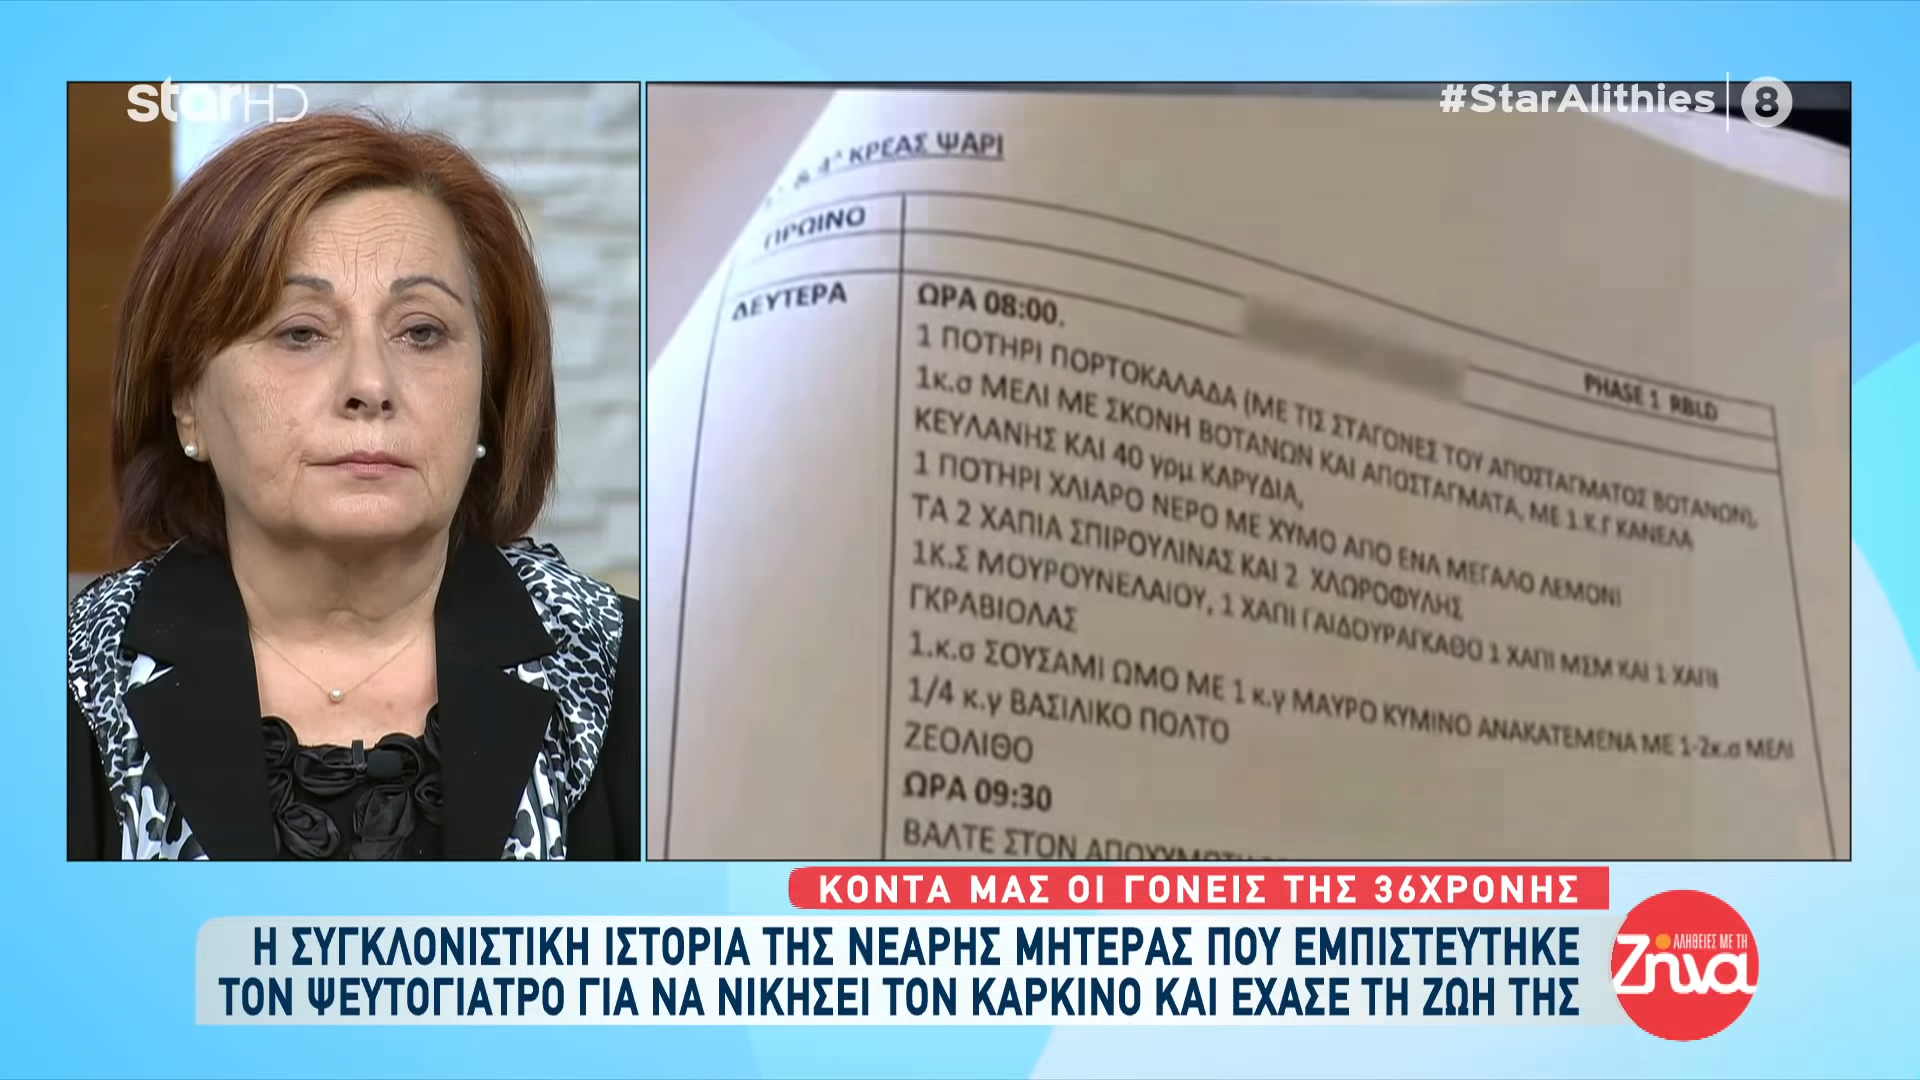 starHD
#StarAlithies
8
& 4^ ΚΡΕΑΣ ΨΑΡΙ
ΠΡΩΙΝΟ
PHASE 1 RBLD
ΔΕΥΤΕΡΑ
ΩΡΑ 08:00.
1 ΠΟΤΗΡΙ ΠΟΡΤΟΚΑΛΑΔΑ (ΜΕ ΤΙΣ ΣΤΑΓΟΝΕΣ ΤΟΥ ΑΠΟΣΤΑΓΜΑΤΟΣ ΒΟΤΑΝΩΝ),
1κ.σ ΜΕΛΙ ΜΕ ΣΚΟΝΗ ΒΟΤΑΝΩΝ ΚΑΙ ΑΠΟΣΤΑΓΜΑΤΑ, ΜΕ 1.Κ.Γ ΚΑΝΕΛΑ
ΚΕΥΛΑΝΗΣ ΚΑΙ 40 γρμ ΚΑΡΥΔΙΑ,
1 ΠΟΤΗΡΙ ΧΛΙΑΡΟ ΝΕΡΟ ΜΕ ΧΥΜΟ ΑΠΟ ΕΝΑ ΜΕΓΑΛΟ ΛΕΜΟΝΙ
ΤΑ 2 ΧΑΠΙΑ ΣΠΙΡΟΥΛΙΝΑΣ ΚΑΙ 2 ΧΛΩΡΟΦΥΛΗΣ
1Κ.Σ ΜΟΥΡΟΥΝΕΛΑΙΟΥ, 1 ΧΑΠΙ ΓΑΙΔΟΥΡΑΓΚΑΘΟ 1 ΧΑΠΙ ΜΣΜ ΚΑΙ 1 ΧΑΠΙ
ΓΚΡΑΒΙΟΛΑΣ
1.κ.σ ΣΟΥΣΑΜΙ ΩΜΟ ΜΕ 1 κ.γ ΜΑΥΡΟ ΚΥΜΙΝΟ ΑΝΑΚΑΤΕΜΕΝΑ ΜΕ 1-2κ.σ ΜΕΛΙ
1/4 κ.γ ΒΑΣΙΛΙΚΟ ΠΟΛΤΟ
ΖΕΟΛΙΘΟ
ΩΡΑ 09:30
ΒΑΛΤΕ ΣΤΟΝ
ΚΟΝΤΑ ΜΑΣ ΟΙ ΓΟΝΕΙΣ ΤΗΣ 36ΧΡΟΝΗΣ
Η ΣΥΓΚΛΟΝΙΣΤΙΚΗ ΙΣΤΟΡΙΑ ΤΗΣ ΝΕΑΡΗΣ ΜΗΤΕΡΑΣ ΠΟΥ ΕΜΠΙΣΤΕΥΤΗΚΕ
ΤΟΝ ΨΕΥΤΟΓΙΑΤΡΟ ΓΙΑ ΝΑ ΝΙΚΗΣΕΙ ΤΟΝ ΚΑΡΚΙΝΟ ΚΑΙ ΕΧΑΣΕ ΤΗ ΖΩΗ ΤΗΣ
ΑΛΗΘΕΙΕΣ ΜΕ ΤΗ
Ζήνα